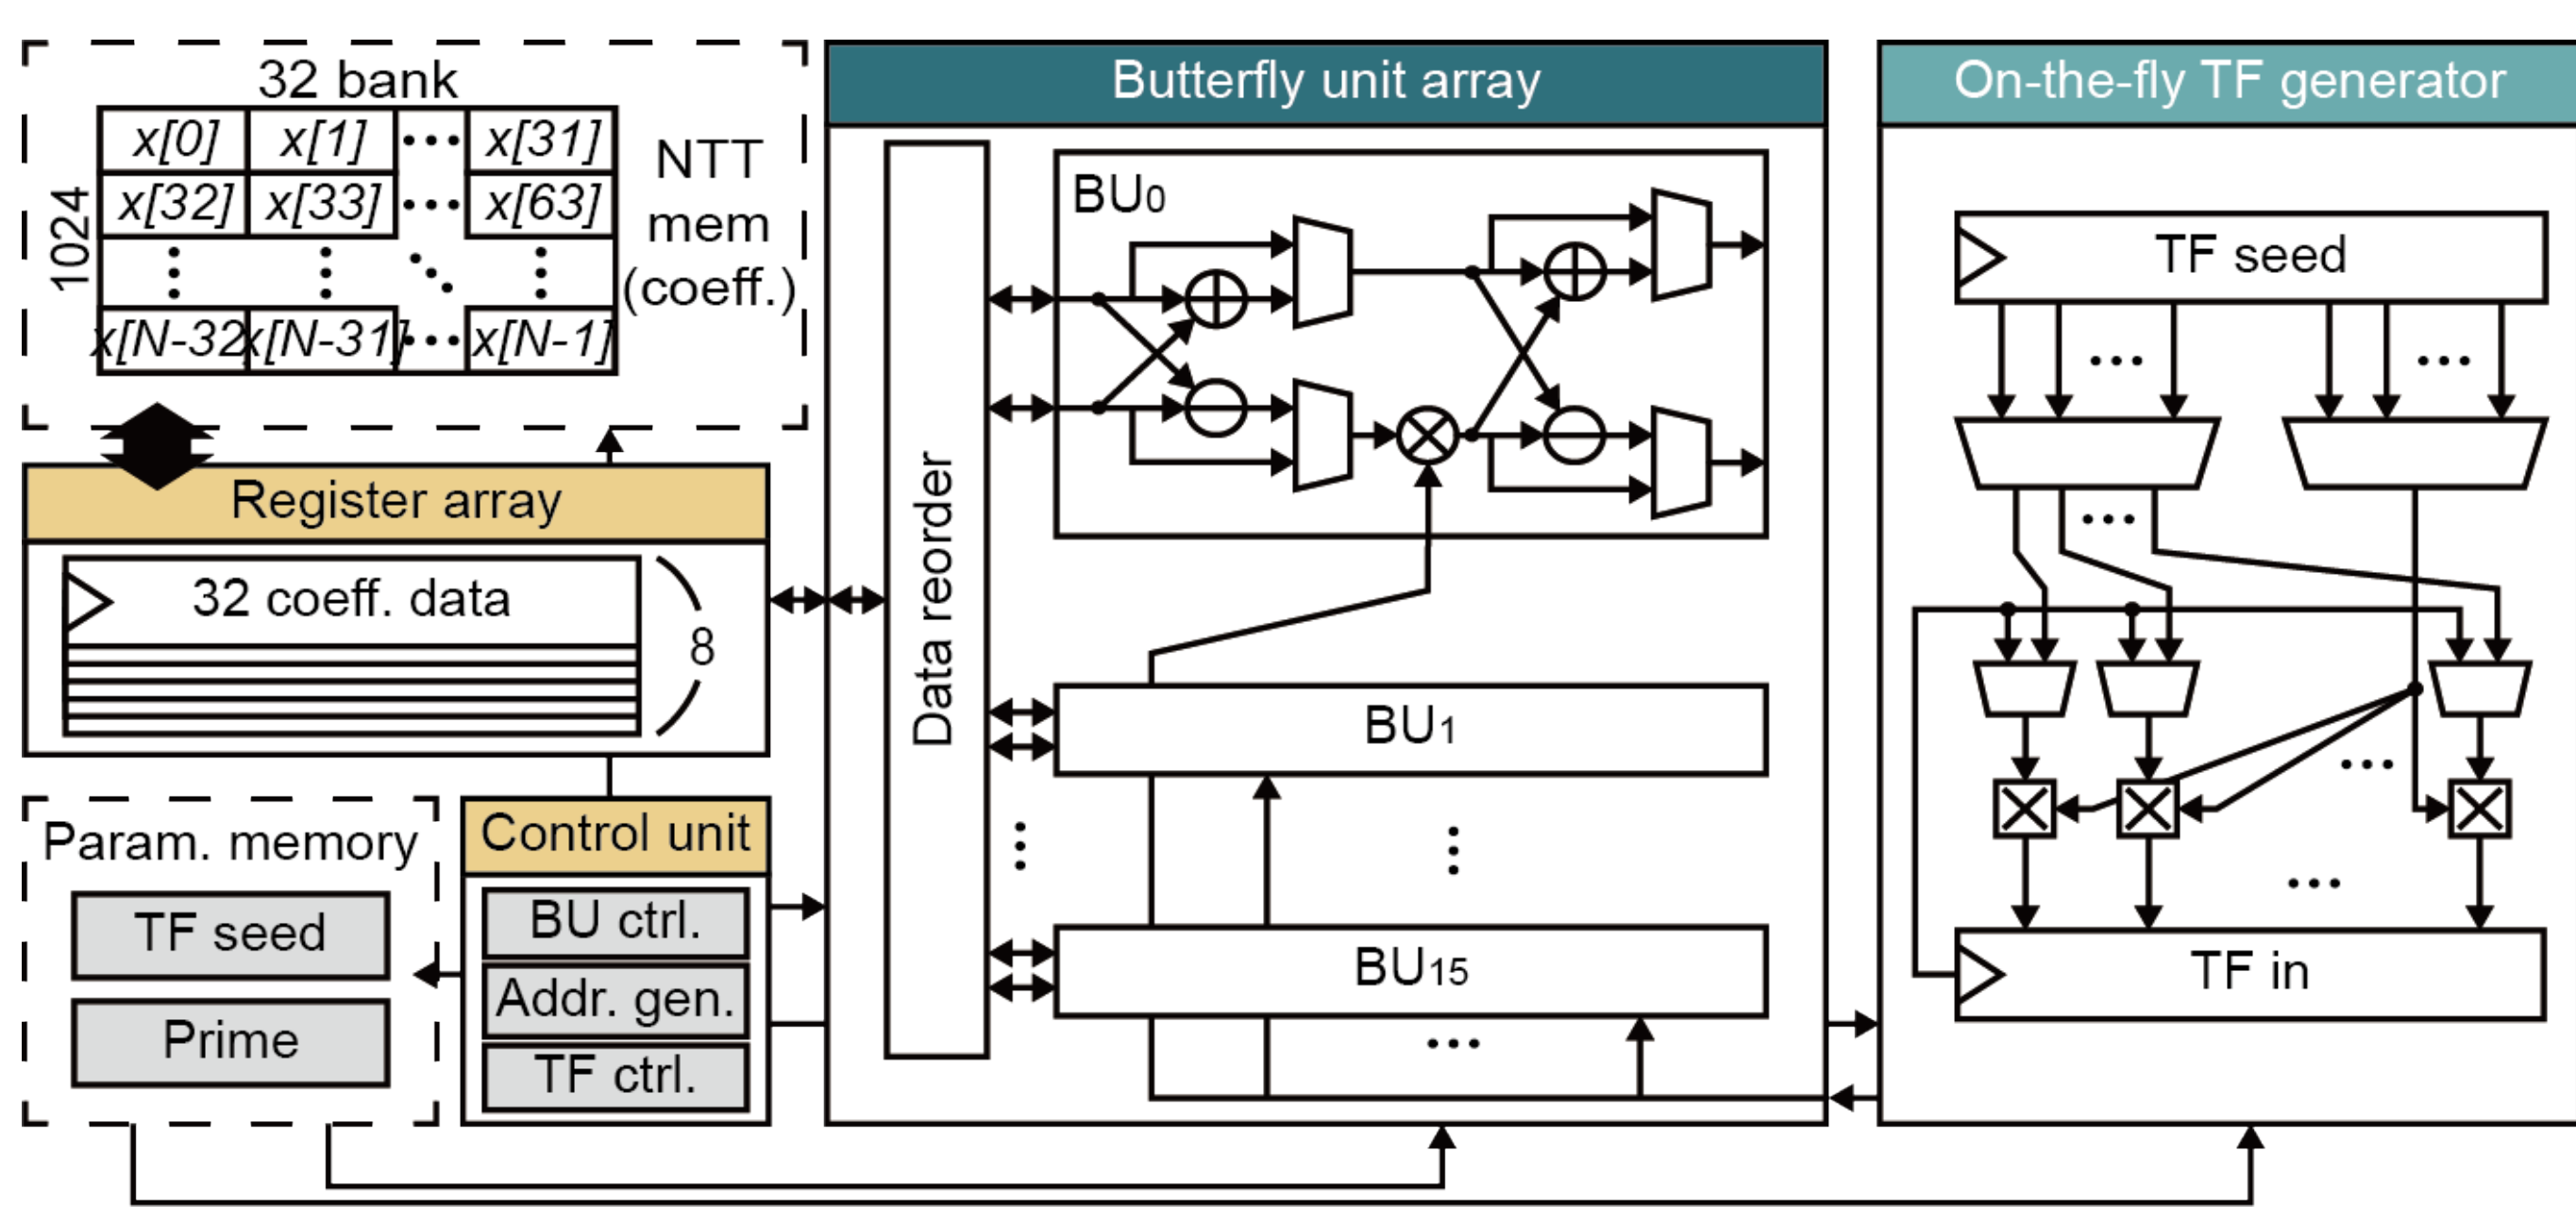 32 bank
x[0] x[1] ... x[31]
x[32] x[33] ... x[63]
x[N-32 x[N-31] ... x[N-1]
1024
NTT
mem
(coeff.)
Register array
32 coeff. data
8
Param. memory
TF seed
Prime
Control unit
BU ctrl.
Addr. gen.
TF ctrl.
Butterfly unit array
Data reorder
BU0
BU1
BU15
On-the-fly TF generator
TF seed
TF in